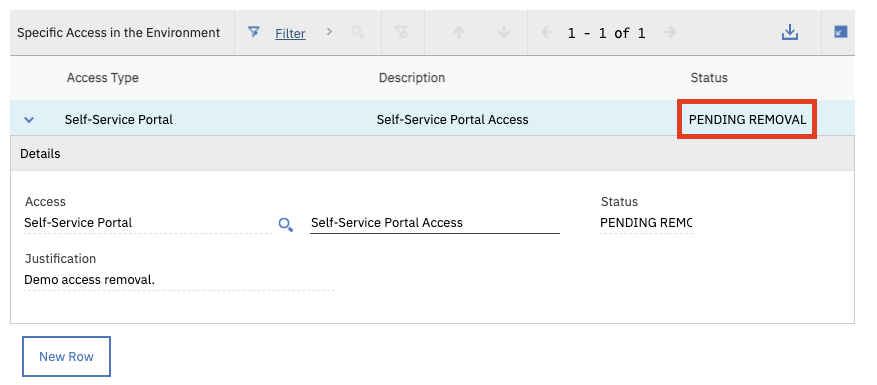 Specific Access in the Environment Filter 1 - 1 of 1
Access Type Description Status
Self-Service Portal Self-Service Portal Access PENDING REMOVAL
Details
Access Status
Self-Service Portal Self-Service Portal Access PENDING REMO
Justification
Demo access removal.
New Row